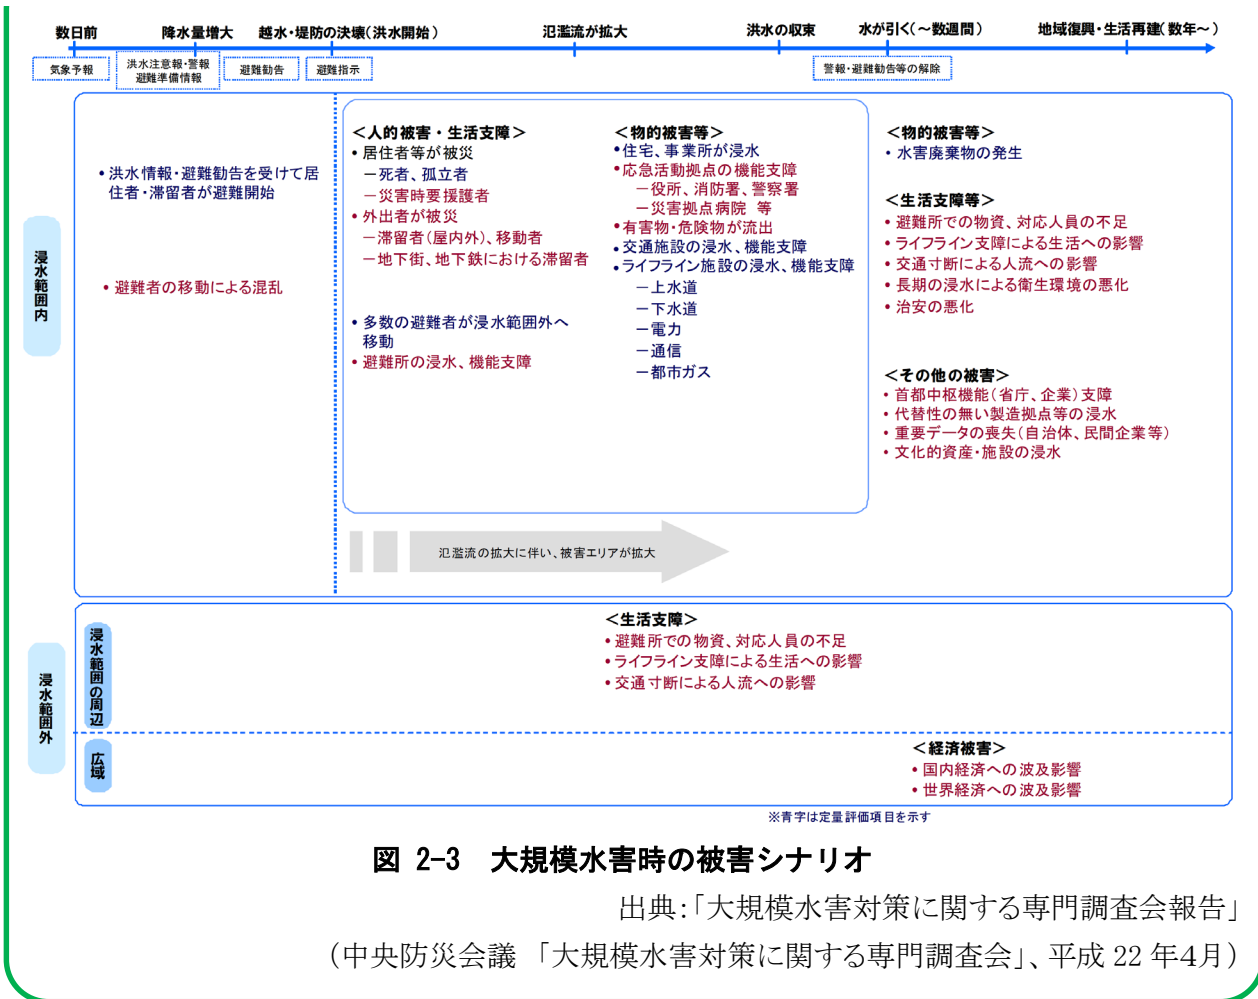 数日前
降水量増大
越水・堤防の決壊(洪水開始)
氾濫流が拡大
洪水の収束
水が引く(～数週間)
地域復興・生活再建(数年～)
気象予報
洪水注意報・警報
避難準備情報
避難勧告
避難指示
警報・避難勧告等の解除
浸水範囲内
・洪水情報・避難勧告を受けて居
住者・滞留者が避難開始
・避難者の移動による混乱
＜人的被害・生活支障＞
・居住者等が被災
－死者、孤立者
－災害時要援護者
・外出者が被災
－滞留者(屋内外)、移動者
－地下街、地下鉄における滞留者
・多数の避難者が浸水範囲外へ
移動
・避難所の浸水、機能支障
＜物的被害等＞
・住宅、事業所が浸水
・応急活動拠点の機能支障
－役所、消防署、警察署
－災害拠点病院 等
・有害物・危険物が流出
・交通施設の浸水、機能支障
・ライフライン施設の浸水、機能支障
－上水道
－下水道
－電力
－通信
－都市ガス
＜物的被害等＞
・水害廃棄物の発生
＜生活支障等＞
・避難所での物資、対応人員の不足
・ライフライン支障による生活への影響
・交通寸断による人流への影響
・長期の浸水による衛生環境の悪化
・治安の悪化
＜その他の被害＞
・首都中枢機能(省庁、企業)支障
・代替性の無い製造拠点等の浸水
・重要データの喪失(自治体、民間企業等)
・文化的資産・施設の浸水
氾濫流の拡大に伴い、被害エリアが拡大
浸水範囲外
浸水範囲の周辺
＜生活支障＞
・避難所での物資、対応人員の不足
・ライフライン支障による生活への影響
・交通寸断による人流への影響
広域
＜経済被害＞
・国内経済への波及影響
・世界経済への波及影響
※青字は定量評価項目を示す
図 2-3 大規模水害時の被害シナリオ
出典：「大規模水害対策に関する専門調査会報告」
（中央防災会議 「大規模水害対策に関する専門調査会」、平成 22 年4月）